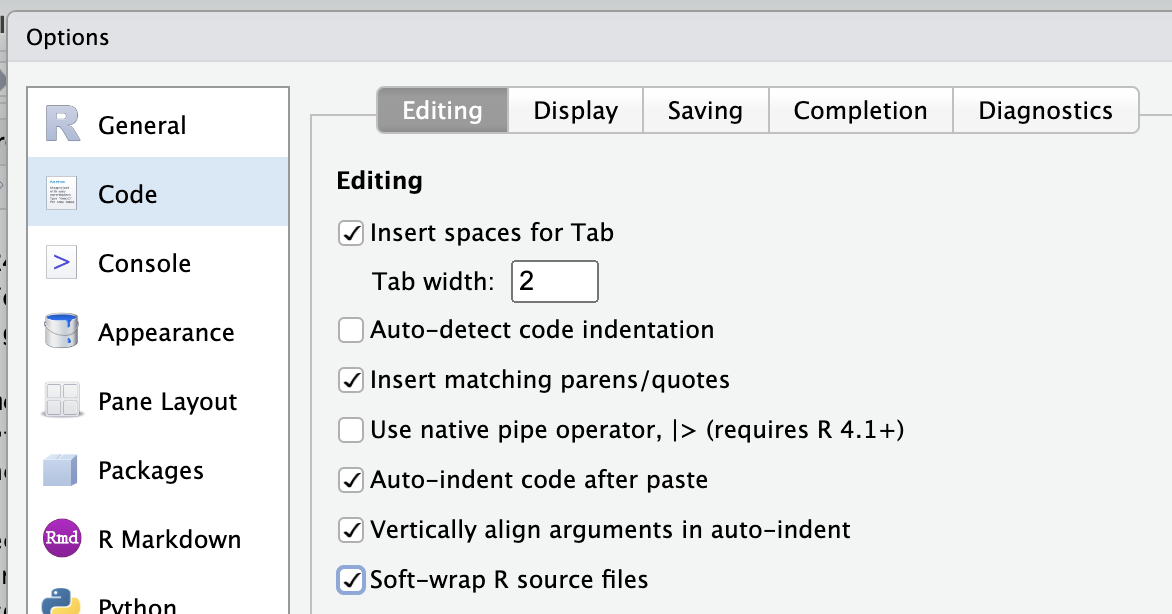 Options
General
Code
Console
Appearance
Pane Layout
Packages
Rmd R Markdown
Python
Editing Display Saving Completion Diagnostics
Editing
Insert spaces for Tab
Tab width: 2
Auto-detect code indentation
Insert matching parens/quotes
Use native pipe operator, |> (requires R 4.1+)
Auto-indent code after paste
Vertically align arguments in auto-indent
Soft-wrap R source files